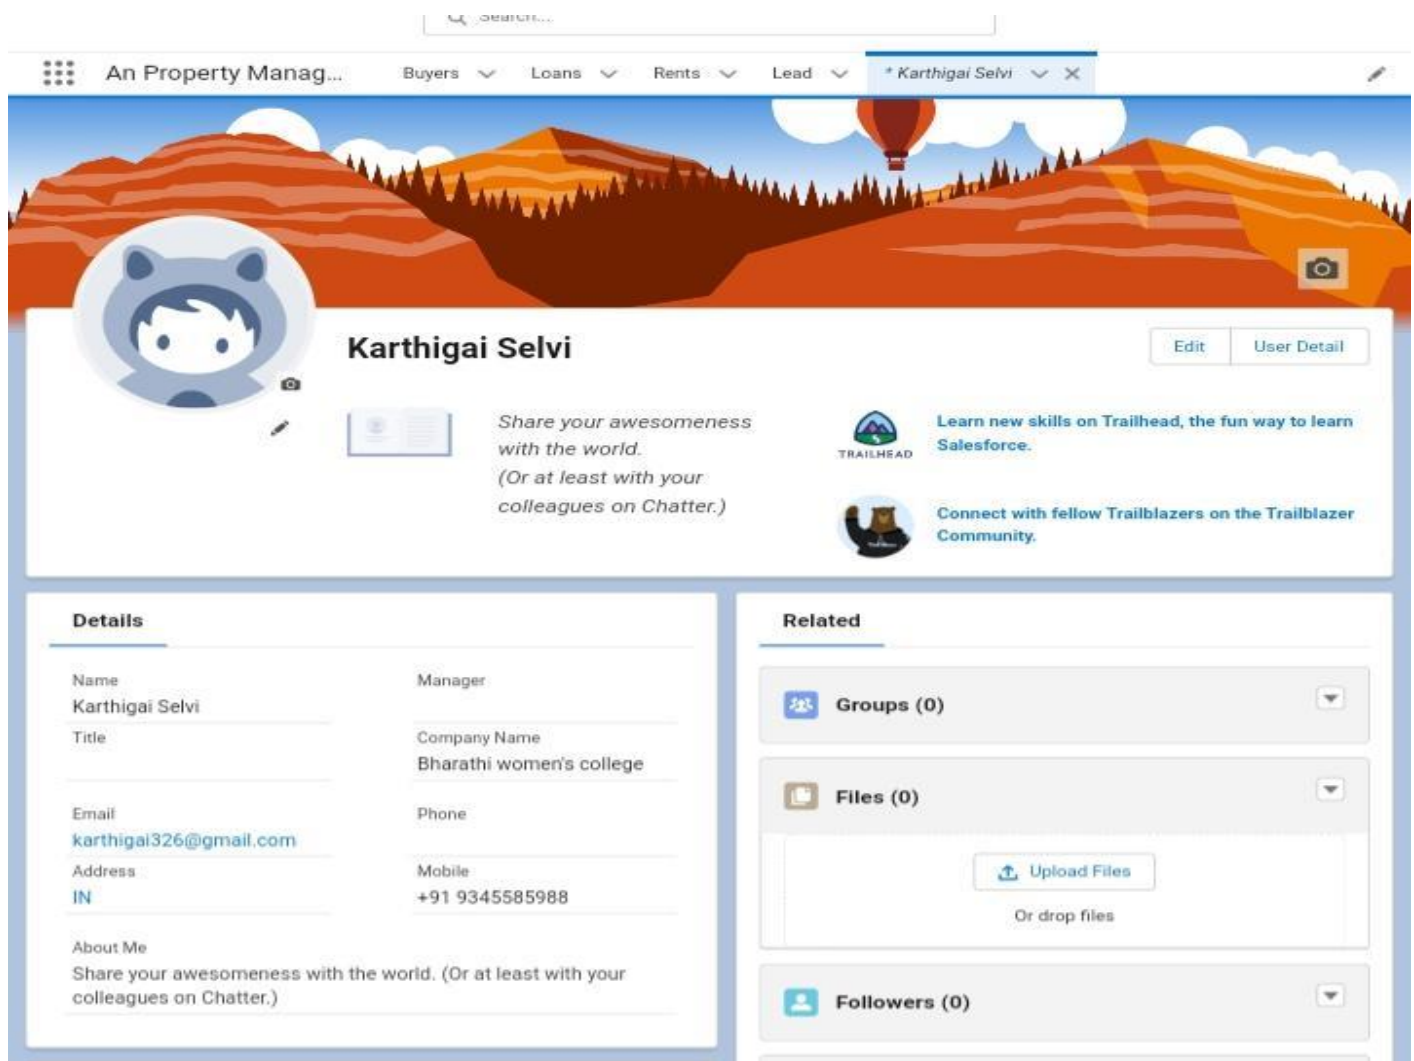 Search...
An Property Manag...
Buyers
Loans
Rents
Lead
* Karthigai Selvi
Karthigai Selvi
Edit
User Detail
Share your awesomeness
with the world.
(Or at least with your
colleagues on Chatter.)
TRAILHEAD
Learn new skills on Trailhead, the fun way to learn
Salesforce.
Connect with fellow Trailblazers on the Trailblazer
Community.
Details
Name
Karthigai Selvi
Manager
Title
Company Name
Bharathi women's college
Email
karthigai326@gmail.com
Phone
Address
IN
Mobile
+91 9345585988
About Me
Share your awesomeness with the world. (Or at least with your
colleagues on Chatter.)
Related
Groups (0)
Files (0)
Upload Files
Or drop files
Followers (0)